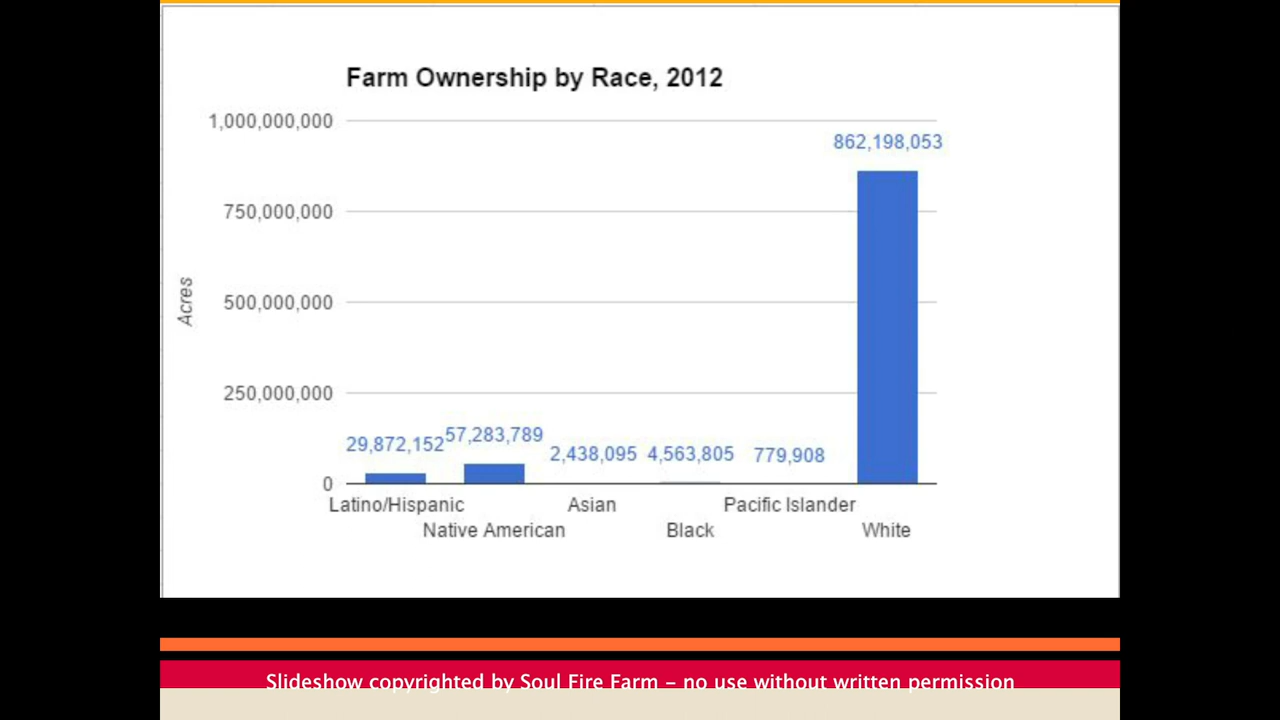 Farm Ownership by Race, 2012
1,000,000,000
862,198,053
750,000,000
Acres
500,000,000
250,000,000
29,872,152 57,283,789 2,438,095 4,563,805 779,908
0
Latino/Hispanic Asian Pacific Islander
Native American Black White
Slideshow copyrighted by Soul Fire Farm – no use without written permission